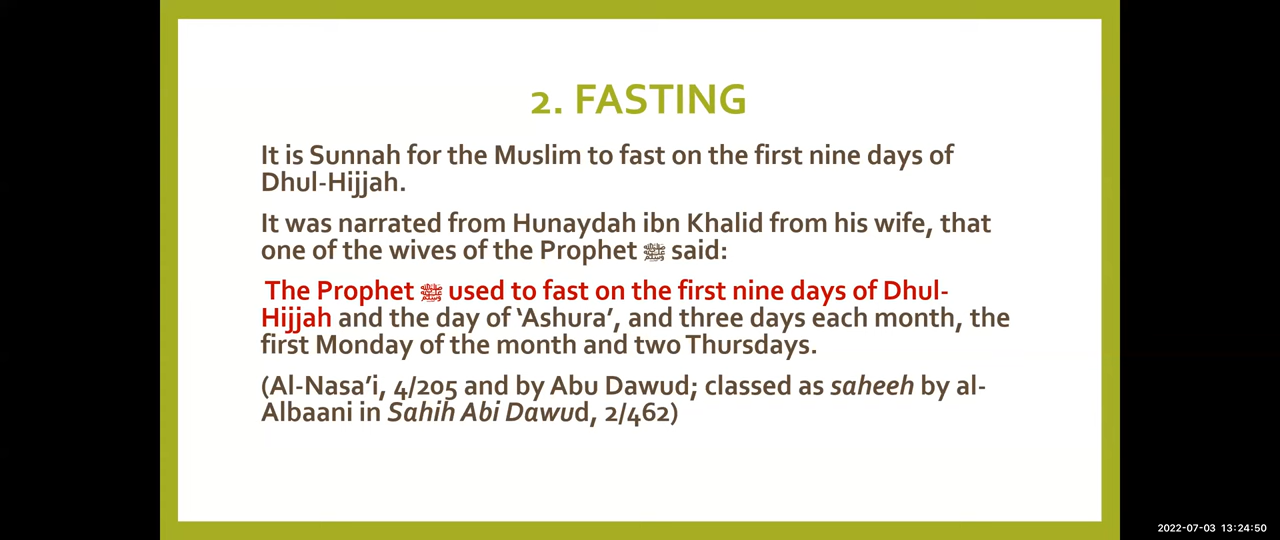 2. FASTING
It is Sunnah for the Muslim to fast on the first nine days of
Dhul-Hijjah.
It was narrated from Hunaydah ibn Khalid from his wife, that
one of the wives of the Prophet ﷺ said:
The Prophet ﷺ used to fast on the first nine days of Dhul-
Hijjah and the day of ‘Ashura’, and three days each month, the
first Monday of the month and two Thursdays.
(Al-Nasa’i, 4/205 and by Abu Dawud; classed as saheeh by al-
Albaani in Sahih Abi Dawud, 2/462)
2022-07-03 13:24:50